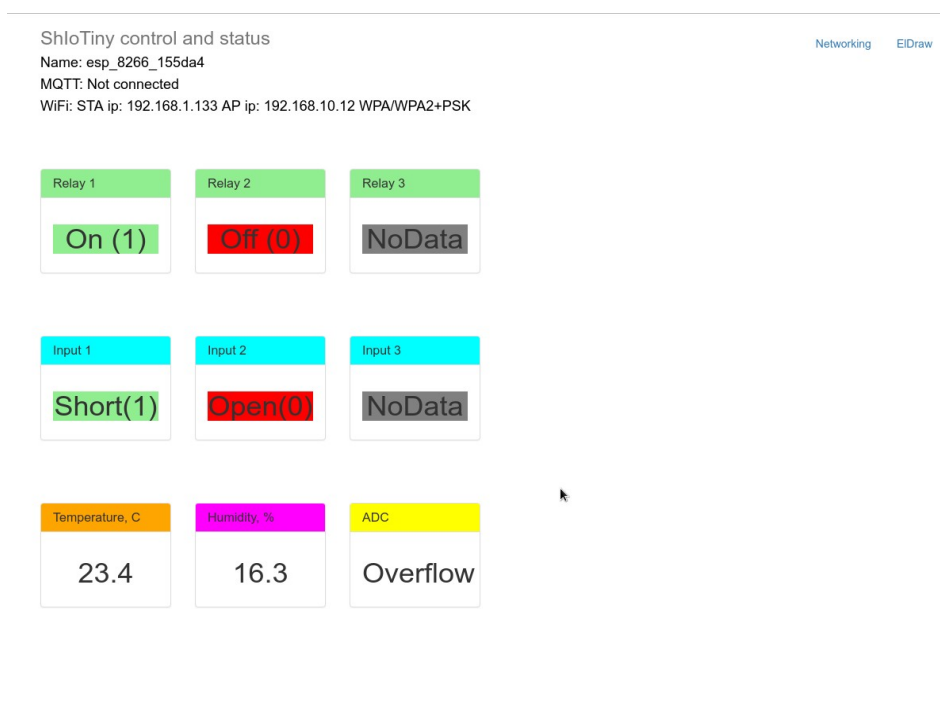 ShIoTiny control and status
Networking ElDraw
Name: esp_8266_155da4
MQTT: Not connected
WiFi: STA ip: 192.168.1.133 AP ip: 192.168.10.12 WPA/WPA2+PSK
Relay 1 Relay 2 Relay 3
On (1) Off (0) NoData
Input 1 Input 2 Input 3
Short(1) Open(0) NoData
Temperature, C Humidity, % ADC
23.4 16.3 Overflow